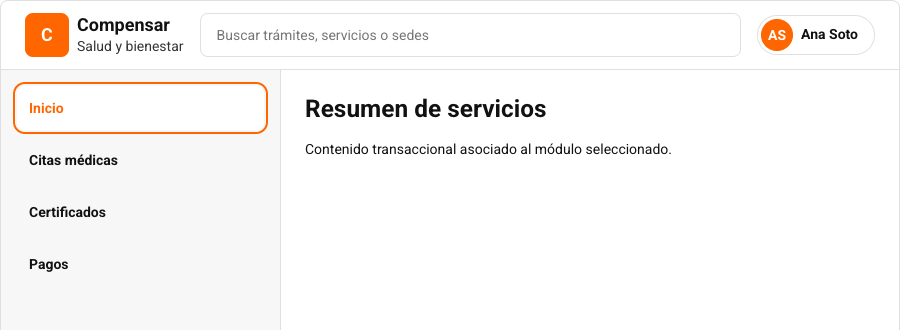 C
Compensar
Salud y bienestar
Buscar trámites, servicios o sedes
AS
Ana Soto
Inicio
Citas médicas
Certificados
Pagos
Resumen de servicios
Contenido transaccional asociado al módulo seleccionado.